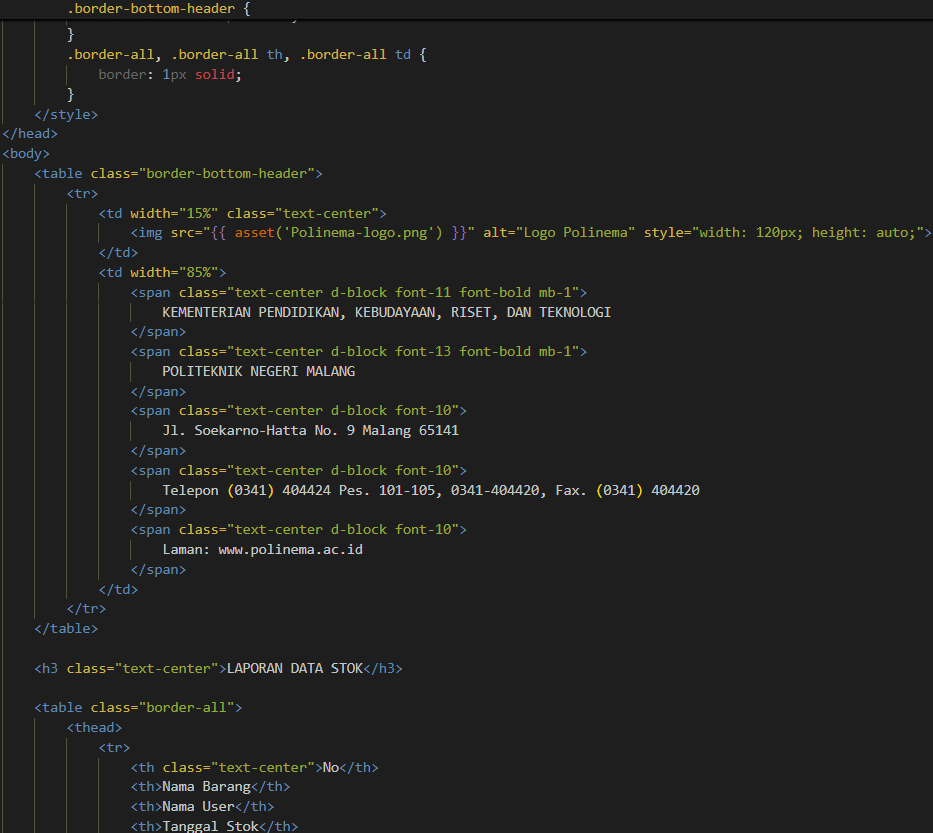 .border-bottom-header {
}
.border-all, .border-all th, .border-all td {
border: 1px solid;
}
</style>
</head>
<body>
<table class="border-bottom-header">
<tr>
<td width="15%" class="text-center">
<img src="{{ asset('Polinema-logo.png') }}" alt="Logo Polinema" style="width: 120px; height: auto;">
</td>
<td width="85%">
<span class="text-center d-block font-11 font-bold mb-1">
KEMENTERIAN PENDIDIKAN, KEBUDAYAAN, RISET, DAN TEKNOLOGI
</span>
<span class="text-center d-block font-13 font-bold mb-1">
POLITEKNIK NEGERI MALANG
</span>
<span class="text-center d-block font-10">
Jl. Soekarno-Hatta No. 9 Malang 65141
</span>
<span class="text-center d-block font-10">
Telepon (0341) 404424 Pes. 101-105, 0341-404420, Fax. (0341) 404420
</span>
<span class="text-center d-block font-10">
Laman: www.polinema.ac.id
</span>
</td>
</tr>
</table>
<h3 class="text-center">LAPORAN DATA STOK</h3>
<table class="border-all">
<thead>
<tr>
<th class="text-center">No</th>
<th>Nama Barang</th>
<th>Nama User</th>
<th>Tanggal Stok</th>